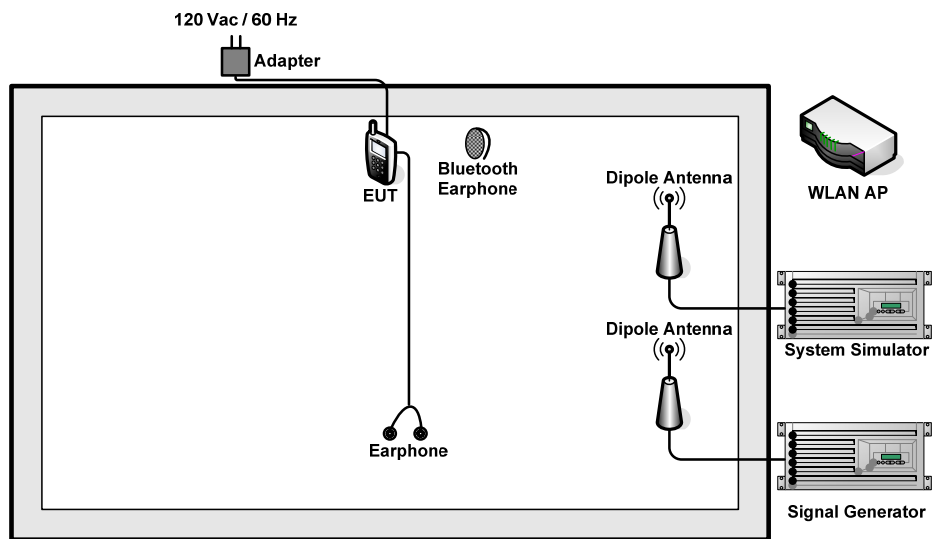 120 Vac / 60 Hz
Adapter
EUT
Bluetooth
Earphone
Dipole Antenna
WLAN AP
System Simulator
Dipole Antenna
Earphone
Signal Generator